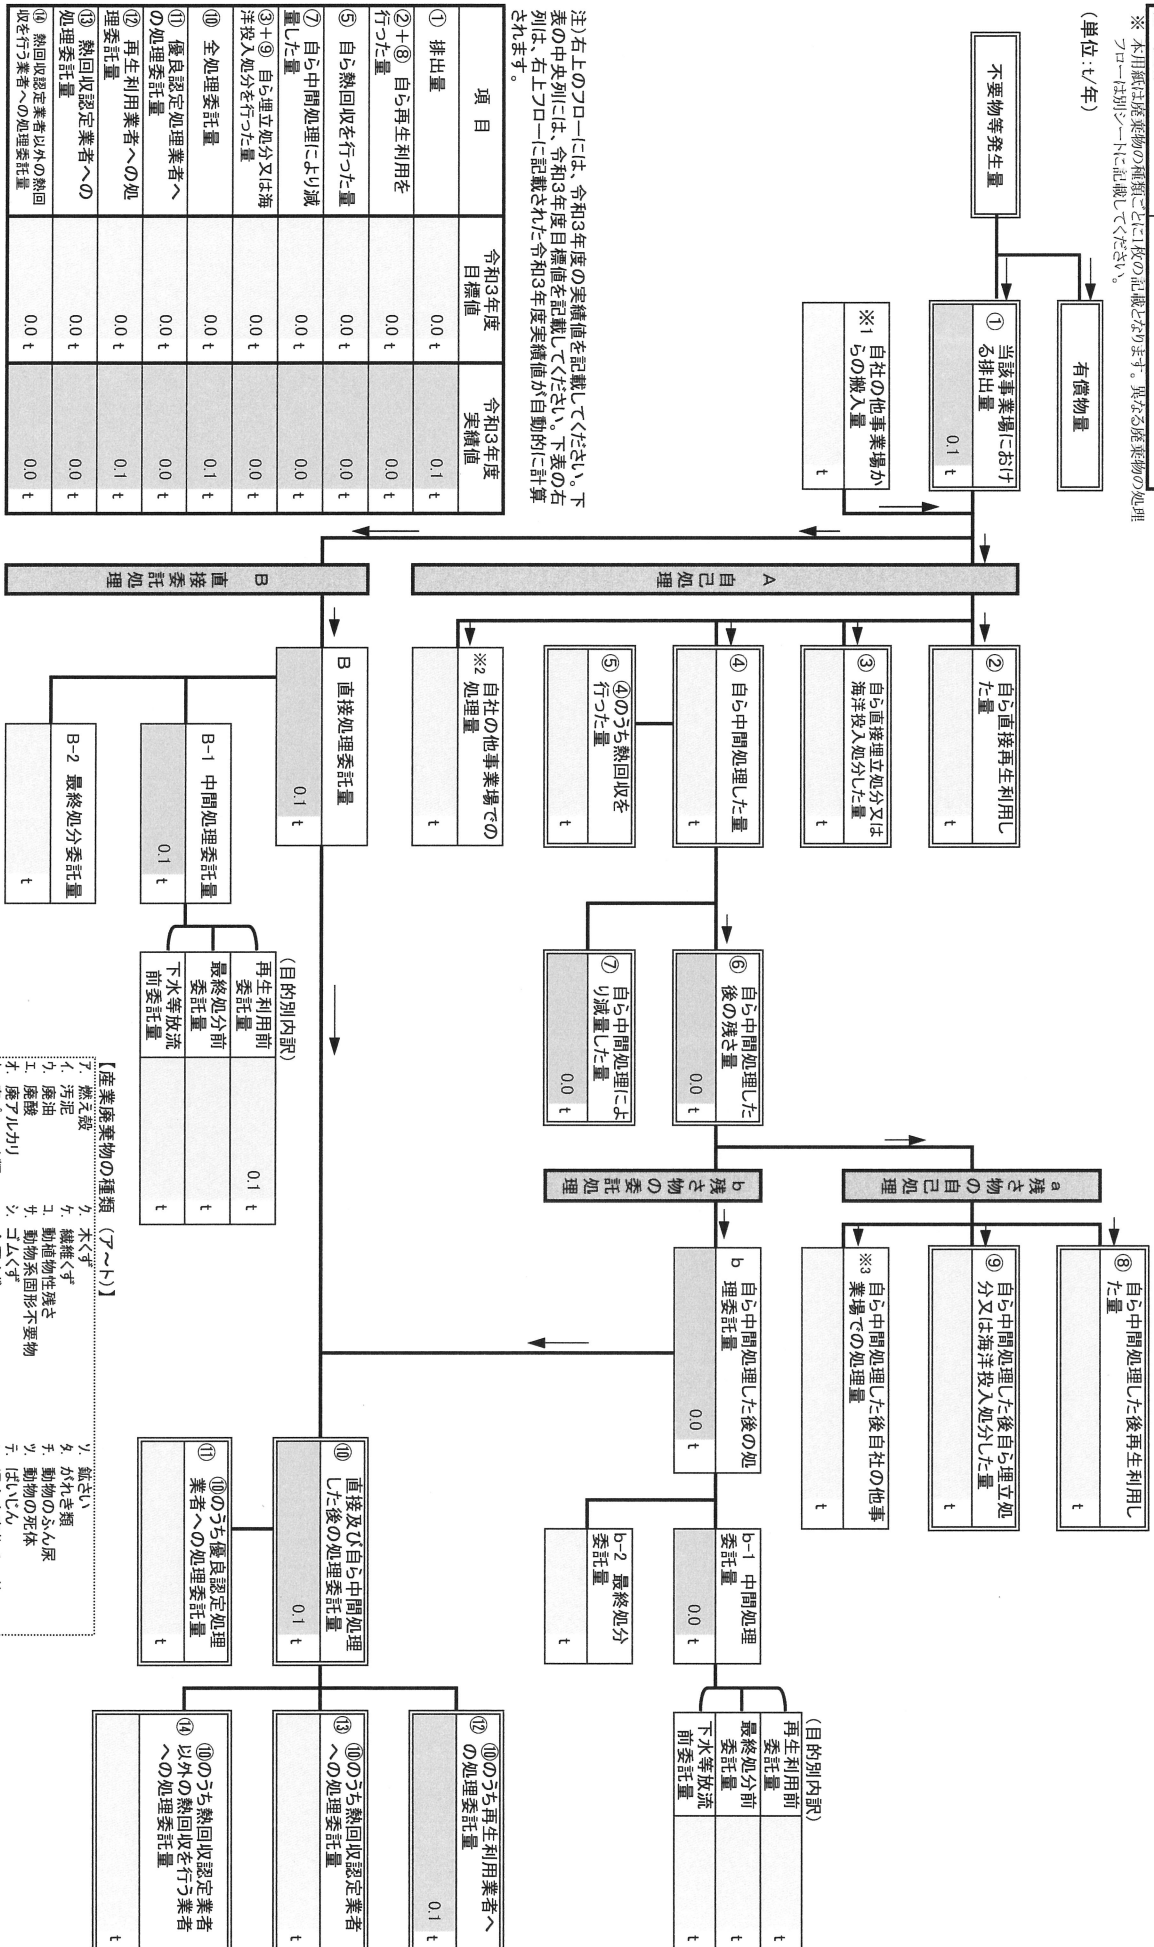 ※ 本用紙は廃棄物の種類ごとに1枚の記載となります。異なる廃棄物の処理
フローは別シートに記載してください。
(単位:t/年)
不要物等発生量
有償物量
① 当該事業場におけ
る排出量
0.1 t
※1 自社の他事業場か
らの搬入量
t
A 自己処理
B 直接委託処理
② 自ら直接再生利用し
た量
t
③ 自ら直接埋立処分又は
海洋投入処分した量
t
④ 自ら中間処理した量
t
⑤ ④のうち熱回収を
行った量
t
※2 自社の他事業場での
処理量
t
B 直接処理委託量
0.1 t
B-1 中間処理委託量
0.1 t
B-2 最終処分委託量
t
(目的別内訳)
再生利用前
委託量
0.1 t
最終処分前
委託量
t
下水等放流
前委託量
t
⑥ 自ら中間処理した
後の残さ量
0.0 t
⑦ 自ら中間処理によ
り減量した量
0.0 t
a 残さ物の自己処理
b 残さ物の委託処理
⑧ 自ら中間処理した後再生利用し
た量
t
⑨ 自ら中間処理した後自ら埋立処
分又は海洋投入処分した量
t
※3 自ら中間処理した後自社の他事
業場での処理量
t
b 自ら中間処理した後の処
理委託量
0.0 t
b-1 中間処理
委託量
0.0 t
b-2 最終処分
委託量
t
(目的別内訳)
再生利用前
委託量
t
最終処分前
委託量
t
下水等放流
前委託量
t
⑩ 直接及び自ら中間処理
した後の処理委託量
0.1 t
⑪ ⑩のうち優良認定処理
業者への処理委託量
t
⑫ ⑩のうち再生利用業者へ
の処理委託量
0.1 t
⑬ ⑩のうち熱回収認定業者
への処理委託量
t
⑭ ⑩のうち熱回収認定業者
以外の熱回収を行う業者
への処理委託量
t
注)右上のフローには、令和3年度の実績値を記載してください。下
表の中央列には、令和3年度目標値を記載してください。下表の右
列は、右上フローに記載された令和3年度実績値が自動的に計算
されます。
項 目 令和3年度目標値 令和3年度実績値
① 排出量 0.0 t 0.1 t
②+⑧ 自ら再生利用を
行った量 0.0 t 0.0 t
⑤ 自ら熱回収を行った量 0.0 t 0.0 t
⑦ 自ら中間処理により減
量した量 0.0 t 0.0 t
③+⑨ 自ら埋立処分又は海
洋投入処分を行った量 0.0 t 0.0 t
⑩ 全処理委託量 0.0 t 0.1 t
⑪ 優良認定処理業者へ
の処理委託量 0.0 t 0.0 t
⑫ 再生利用業者への処
理委託量 0.0 t 0.1 t
⑬ 熱回収認定業者への
処理委託量 0.0 t 0.0 t
⑭ 熱回収認定業者以外の熱回
収を行う業者への処理委託量 0.0 t 0.0 t
【産業廃棄物の種類 (ア~ト)】
ア. 燃え殻
イ. 汚泥
ウ. 廃油
エ. 廃酸
オ. 廃アルカリ
ク. 木くず
ケ. 繊維くず
コ. 動植物性残さ
サ. 動物系固形不要物
シ. ゴムくず
ソ. 鉱さい
タ. がれき類
チ. 動物のふん尿
ツ. 動物の死体
テ. ばいじん